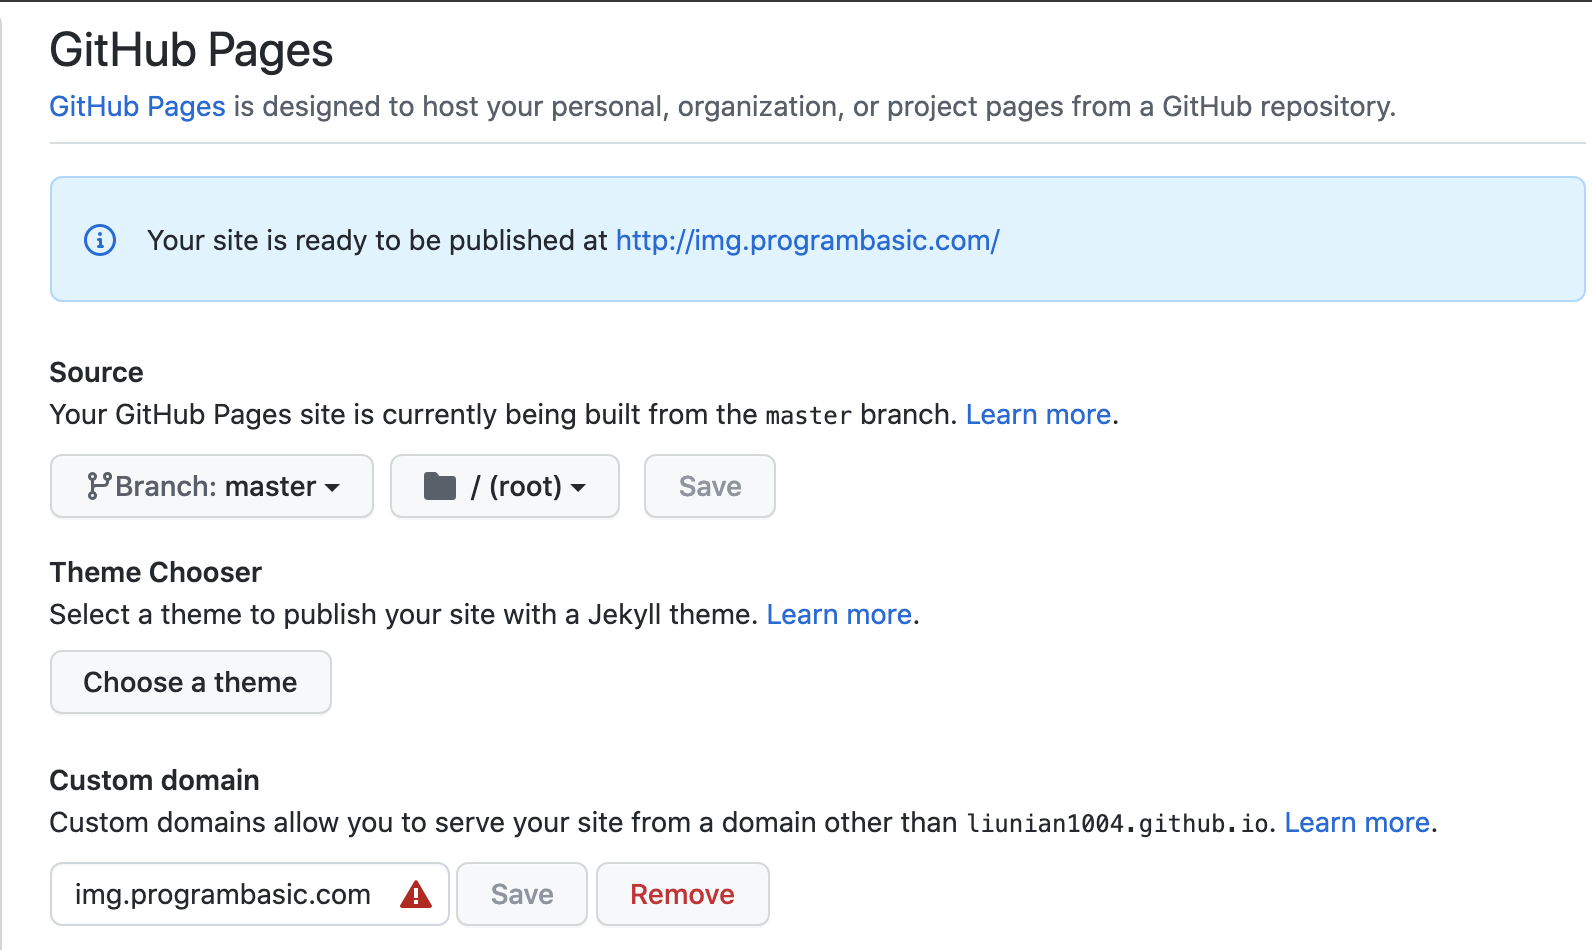 GitHub Pages
GitHub Pages is designed to host your personal, organization, or project pages from a GitHub repository.
Your site is ready to be published at http://img.programbasic.com/
Source
Your GitHub Pages site is currently being built from the master branch. Learn more.
Branch: master / (root) Save
Theme Chooser
Select a theme to publish your site with a Jekyll theme. Learn more.
Choose a theme
Custom domain
Custom domains allow you to serve your site from a domain other than liunian1004.github.io. Learn more.
img.programbasic.com Save Remove